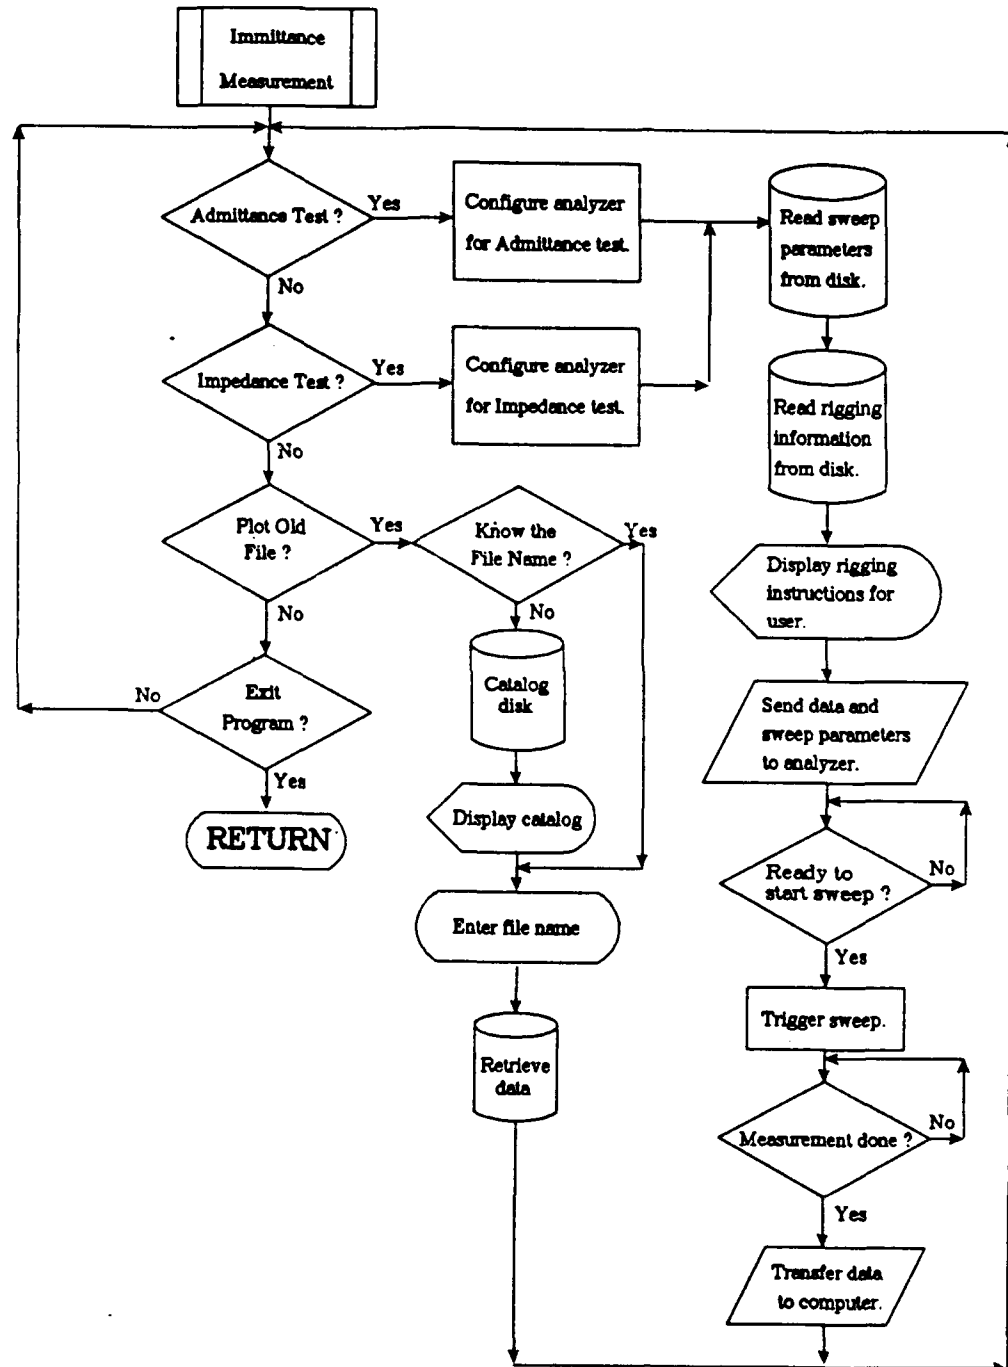 Immittance
Measurement
Admittance Test ?
Yes
No
Configure analyzer
for Admittance test.
Read sweep
parameters
from disk.
Impedance Test ?
Yes
No
Configure analyzer
for Impedance test.
Read rigging
information
from disk.
Plot Old
File ?
Yes
No
Know the
File Name ?
Yes
No
Display rigging
instructions for
user.
Exit
Program ?
No
Yes
RETURN
Catalog
disk
Display catalog
Enter file name
Retrieve
data
Send data and
sweep parameters
to analyzer.
Ready to
start sweep ?
No
Yes
Trigger sweep.
Measurement done ?
No
Yes
Transfer data
to computer.